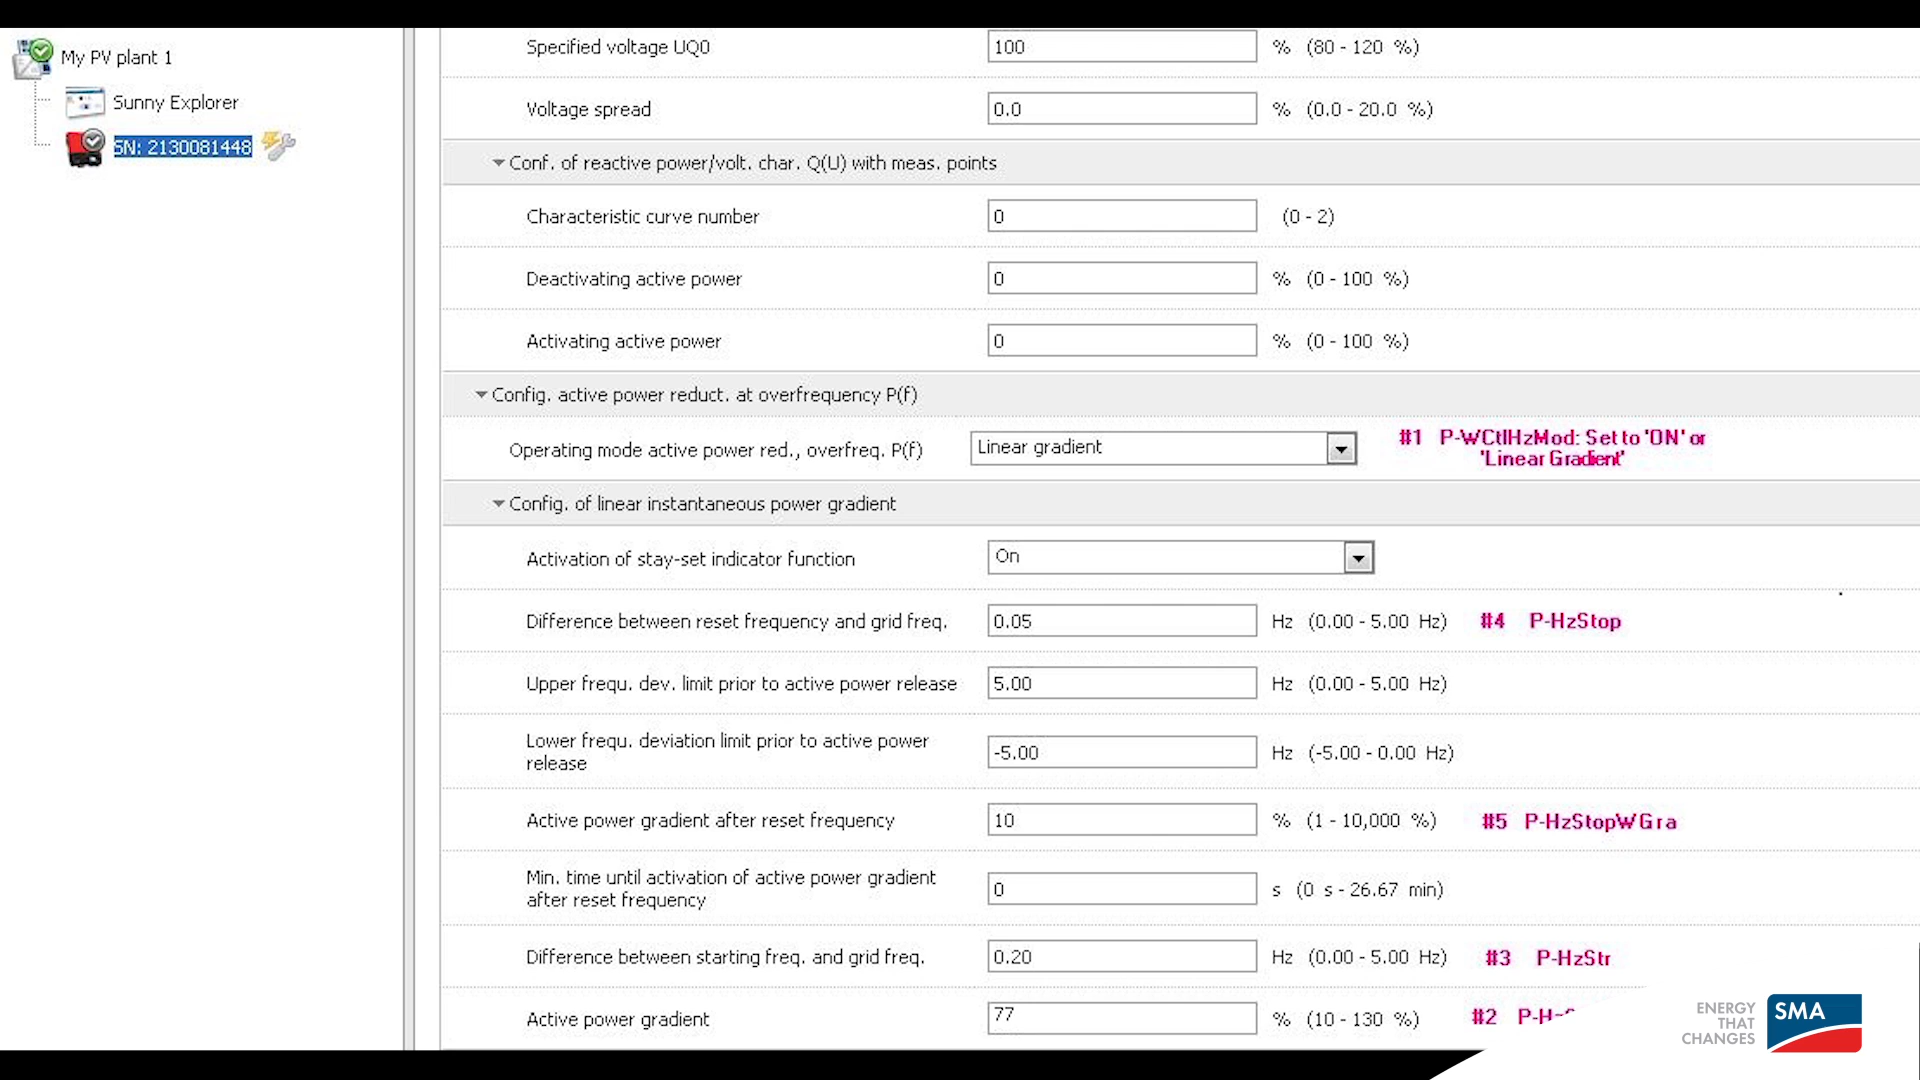 My PV plant 1
Sunny Explorer
SN: 2130081448
Specified voltage UQ0 100 % (80 - 120 %)
Voltage spread 0.0 % (0.0 - 20.0 %)
Conf. of reactive power/volt. char. Q(U) with meas. points
Characteristic curve number 0 (0 - 2)
Deactivating active power 0 % (0 - 100 %)
Activating active power 0 % (0 - 100 %)
Config. active power reduct. at overfrequency P(f)
Operating mode active power red., overfreq. P(f) Linear gradient #1 P-WCtlHzMod: Set to 'ON' or
'Linear Gradient'
Config. of linear instantaneous power gradient
Activation of stay-set indicator function On
Difference between reset frequency and grid freq. 0.05 Hz (0.00 - 5.00 Hz) #4 P-HzStop
Upper frequ. dev. limit prior to active power release 5.00 Hz (0.00 - 5.00 Hz)
Lower frequ. deviation limit prior to active power
release -5.00 Hz (-5.00 - 0.00 Hz)
Active power gradient after reset frequency 10 % (1 - 10,000 %) #5 P-HzStopWGra
Min. time until activation of active power gradient
after reset frequency 0 s (0 s - 26.67 min)
Difference between starting freq. and grid freq. 0.20 Hz (0.00 - 5.00 Hz) #3 P-HzStr
Active power gradient 77 % (10 - 130 %) #2
ENERGY
THAT
CHANGES
SMA